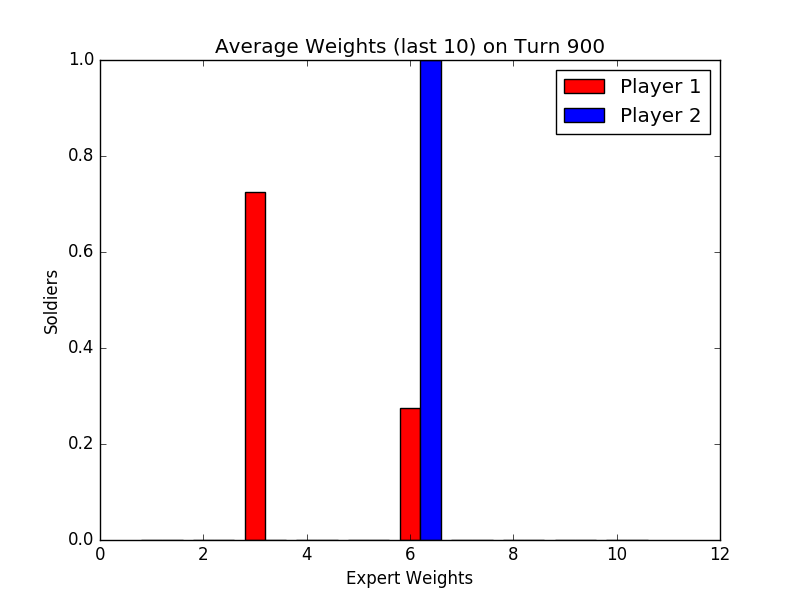 Average Weights (last 10) on Turn 900
Player 1
Player 2
1.0
0.8
0.6
0.4
0.2
0.0
Soldiers
0 2 4 6 8 10 12
Expert Weights